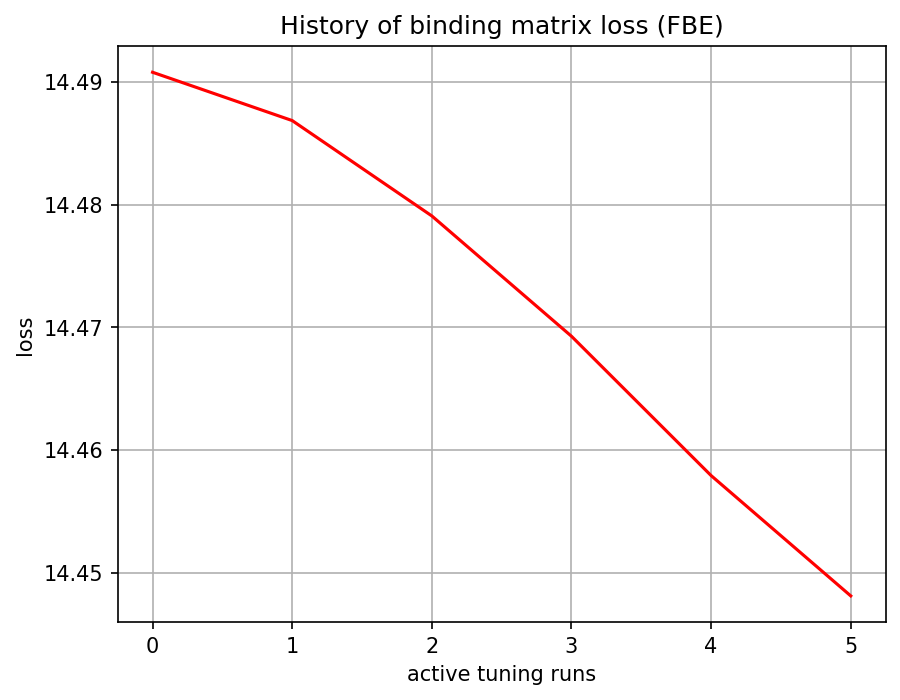 History of binding matrix loss (FBE)
14.49
14.48
14.47
14.46
14.45
loss
0 1 2 3 4 5
active tuning runs